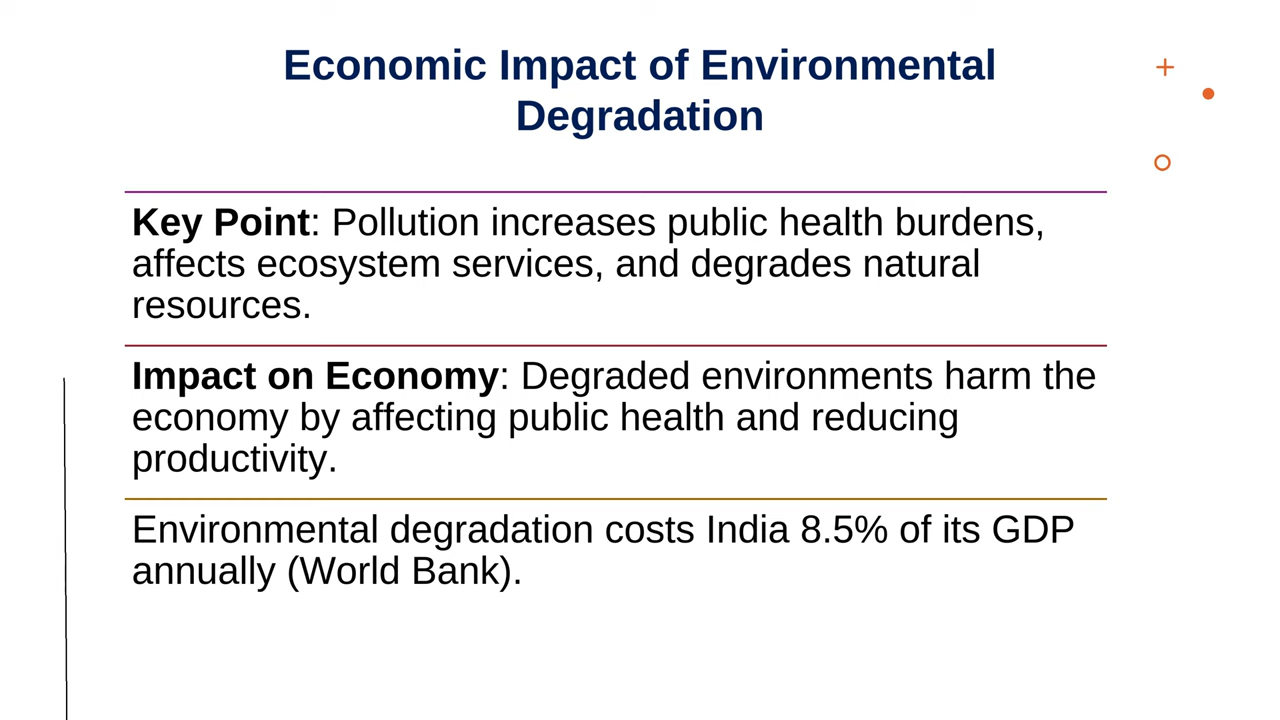 Economic Impact of Environmental
Degradation
Key Point: Pollution increases public health burdens,
affects ecosystem services, and degrades natural
resources.
Impact on Economy: Degraded environments harm the
economy by affecting public health and reducing
productivity.
Environmental degradation costs India 8.5% of its GDP
annually (World Bank).